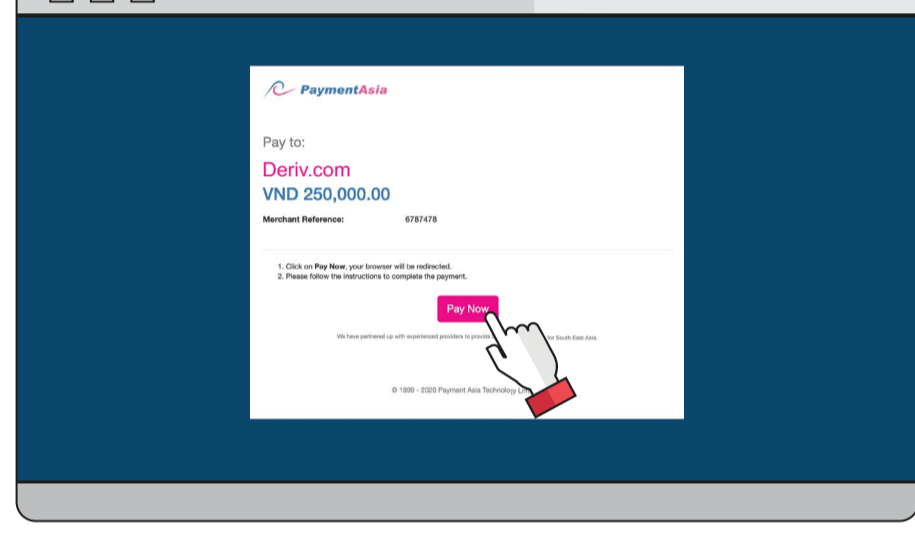 PaymentAsia
Pay to:
Deriv.com
VND 250,000.00
Merchant Reference: 6787478
1. Click on Pay Now, your browser will be redirected.
2. Please follow the instructions to complete the payment.
Pay Now
We have partnered up with experienced providers to provide for South East Asia.
© 1999 - 2020 Payment Asia Technology